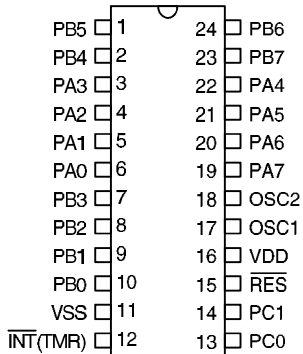 PB5 1 24 PB6
PB4 2 23 PB7
PA3 3 22 PA4
PA2 4 21 PA5
PA1 5 20 PA6
PA0 6 19 PA7
PB3 7 18 OSC2
PB2 8 17 OSC1
PB1 9 16 VDD
PB0 10 15 R̅E̅S̅
VSS 11 14 PC1
I̅N̅T̅(TMR) 12 13 PC0